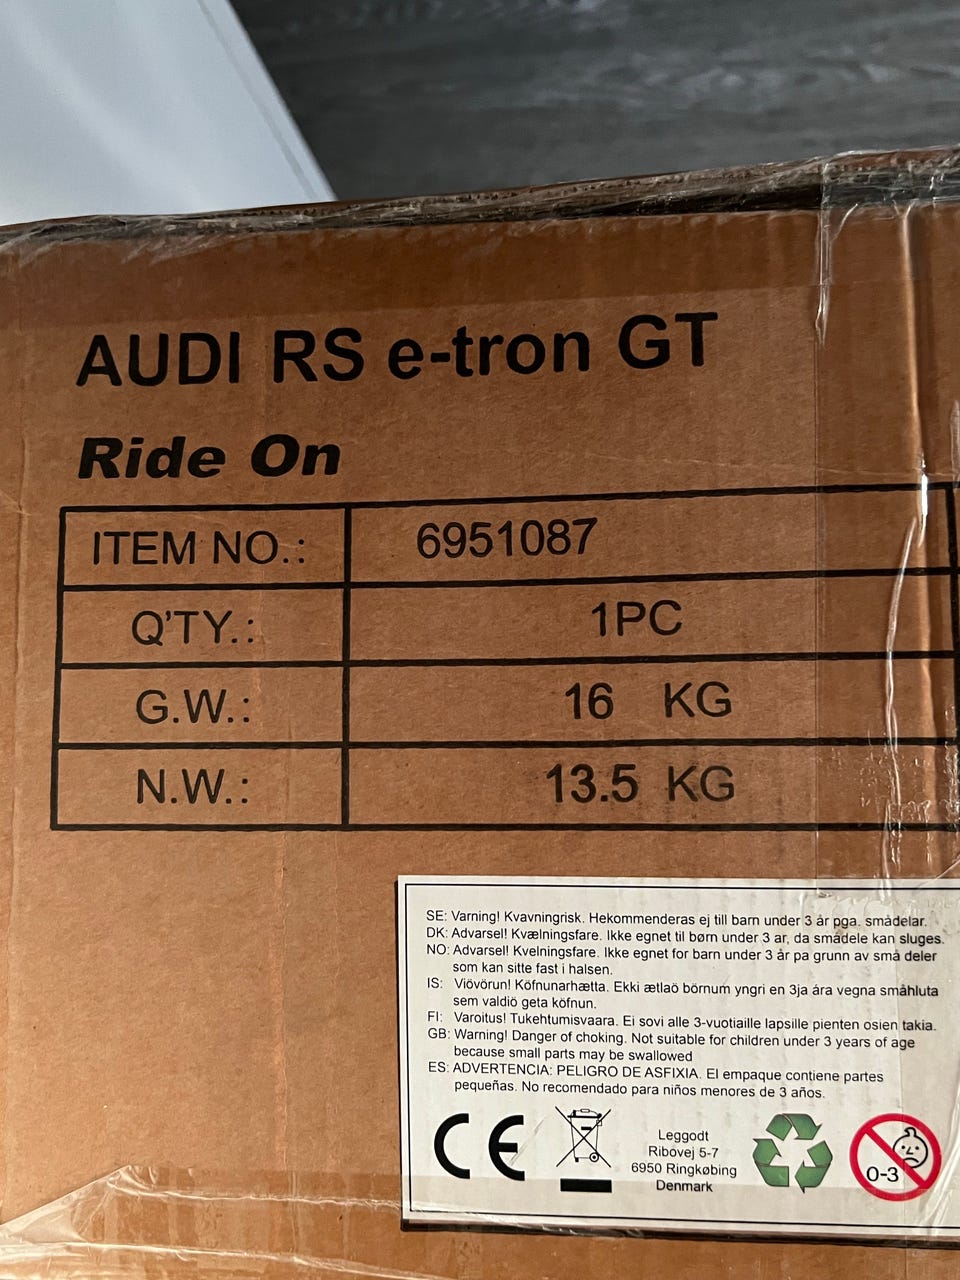 AUDI RS e-tron GT
Ride On
ITEM NO.: 6951087
Q'TY.: 1PC
G.W.: 16 KG
N.W.: 13.5 KG
SE: Varning! Kvavningrisk. Hekommenderas ej till barn under 3 år pga. smådelar.
DK: Advarsel! Kvælningsfare. Ikke egnet til børn under 3 ar, da smådele kan sluges.
NO: Advarsel! Kvelningsfare. Ikke egnet for barn under 3 år pa grunn av små deler
som kan sitte fast i halsen.
IS: Viövörun! Köfnunarhætta. Ekki ætlaö börnum yngri en 3ja ára vegna småhluta
sem valdiö geta köfnun.
FI: Varoitus! Tukehtumisvaara. Ei sovi alle 3-vuotiaille lapsille pienten osien takia.
GB: Warning! Danger of choking. Not suitable for children under 3 years of age
because small parts may be swallowed
ES: ADVERTENCIA: PELIGRO DE ASFIXIA. El empaque contiene partes
pequeñas. No recomendado para niños menores de 3 años.
CE
Leggodt
Ribovej 5-7
6950 Ringkøbing
Denmark
0-3